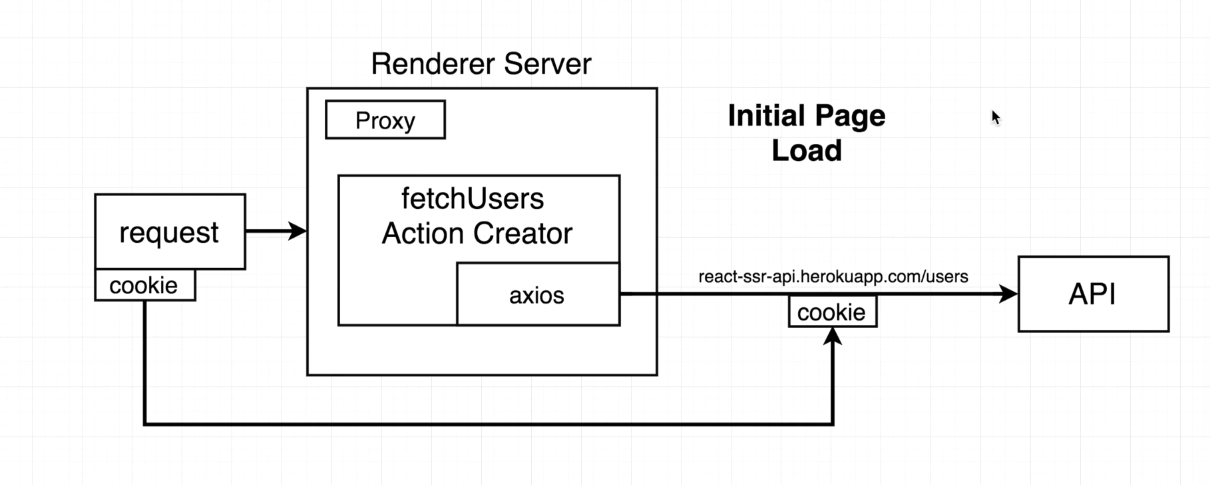 Renderer Server
Proxy
Initial Page
Load
fetchUsers
Action Creator
request
cookie
axios
react-ssr-api.herokuapp.com/users
cookie
API